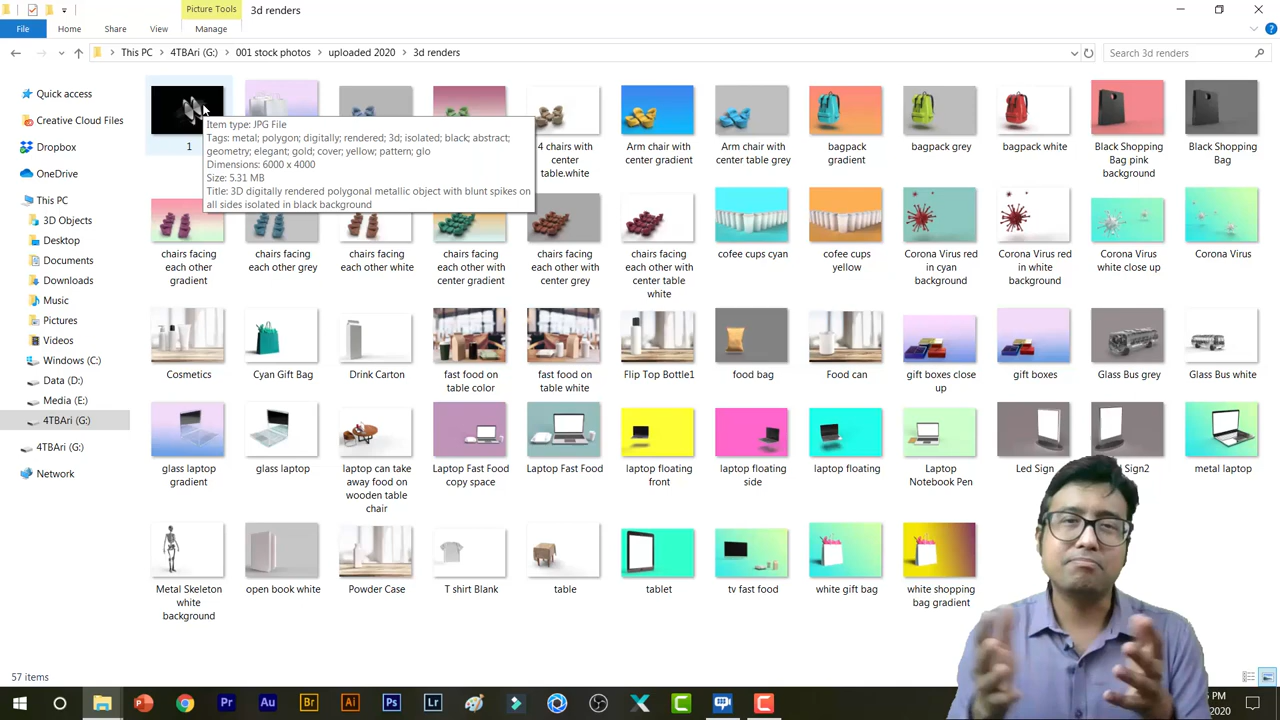 Picture Tools
3d renders
File
Home
Share
View
Manage
This PC
4TBAri (G:)
001 stock photos
uploaded 2020
3d renders
Search 3d renders
Quick access
Creative Cloud Files
Dropbox
OneDrive
This PC
3D Objects
Desktop
Documents
Downloads
Music
Pictures
Videos
Windows (C:)
Data (D:)
Media (E:)
4TBAri (G:)
4TBAri (G:)
Network
1
Item type: JPG File
Tags: metal; polygon; digitally; rendered; 3d; isolated; black; abstract;
geometry; elegant; gold; cover; yellow; pattern; glo
Dimensions: 6000 x 4000
Size: 5.31 MB
Title: 3D digitally rendered polygonal metallic object with blunt spikes on
all sides isolated in black background
4 chairs with
center
table.white
Arm chair with
center gradient
Arm chair with
center table grey
bagpack
gradient
bagpack grey
bagpack white
Black Shopping
Bag pink
background
Black Shopping
Bag
chairs facing
each other
gradient
chairs facing
each other grey
chairs facing
each other white
chairs facing
each other with
center gradient
chairs facing
each other with
center grey
chairs facing
each other with
center table
white
cofee cups cyan
cofee cups
yellow
Corona Virus red
in cyan
background
Corona Virus red
in white
background
Corona Virus
white close up
Corona Virus
Cosmetics
Cyan Gift Bag
Drink Carton
fast food on
table color
fast food on
table white
Flip Top Bottle1
food bag
Food can
gift boxes close
up
gift boxes
Glass Bus grey
Glass Bus white
glass laptop
gradient
glass laptop
laptop can take
away food on
wooden table
chair
Laptop Fast Food
copy space
Laptop Fast Food
laptop floating
front
laptop floating
side
laptop floating
Laptop
Notebook Pen
Led Sign
Sign2
metal laptop
Metal Skeleton
white
background
open book white
Powder Case
T shirt Blank
table
tablet
tv fast food
white gift bag
white shopping
bag gradient
57 items
Pr
Au
Br
Ai
Ps
Lr
PM
2020